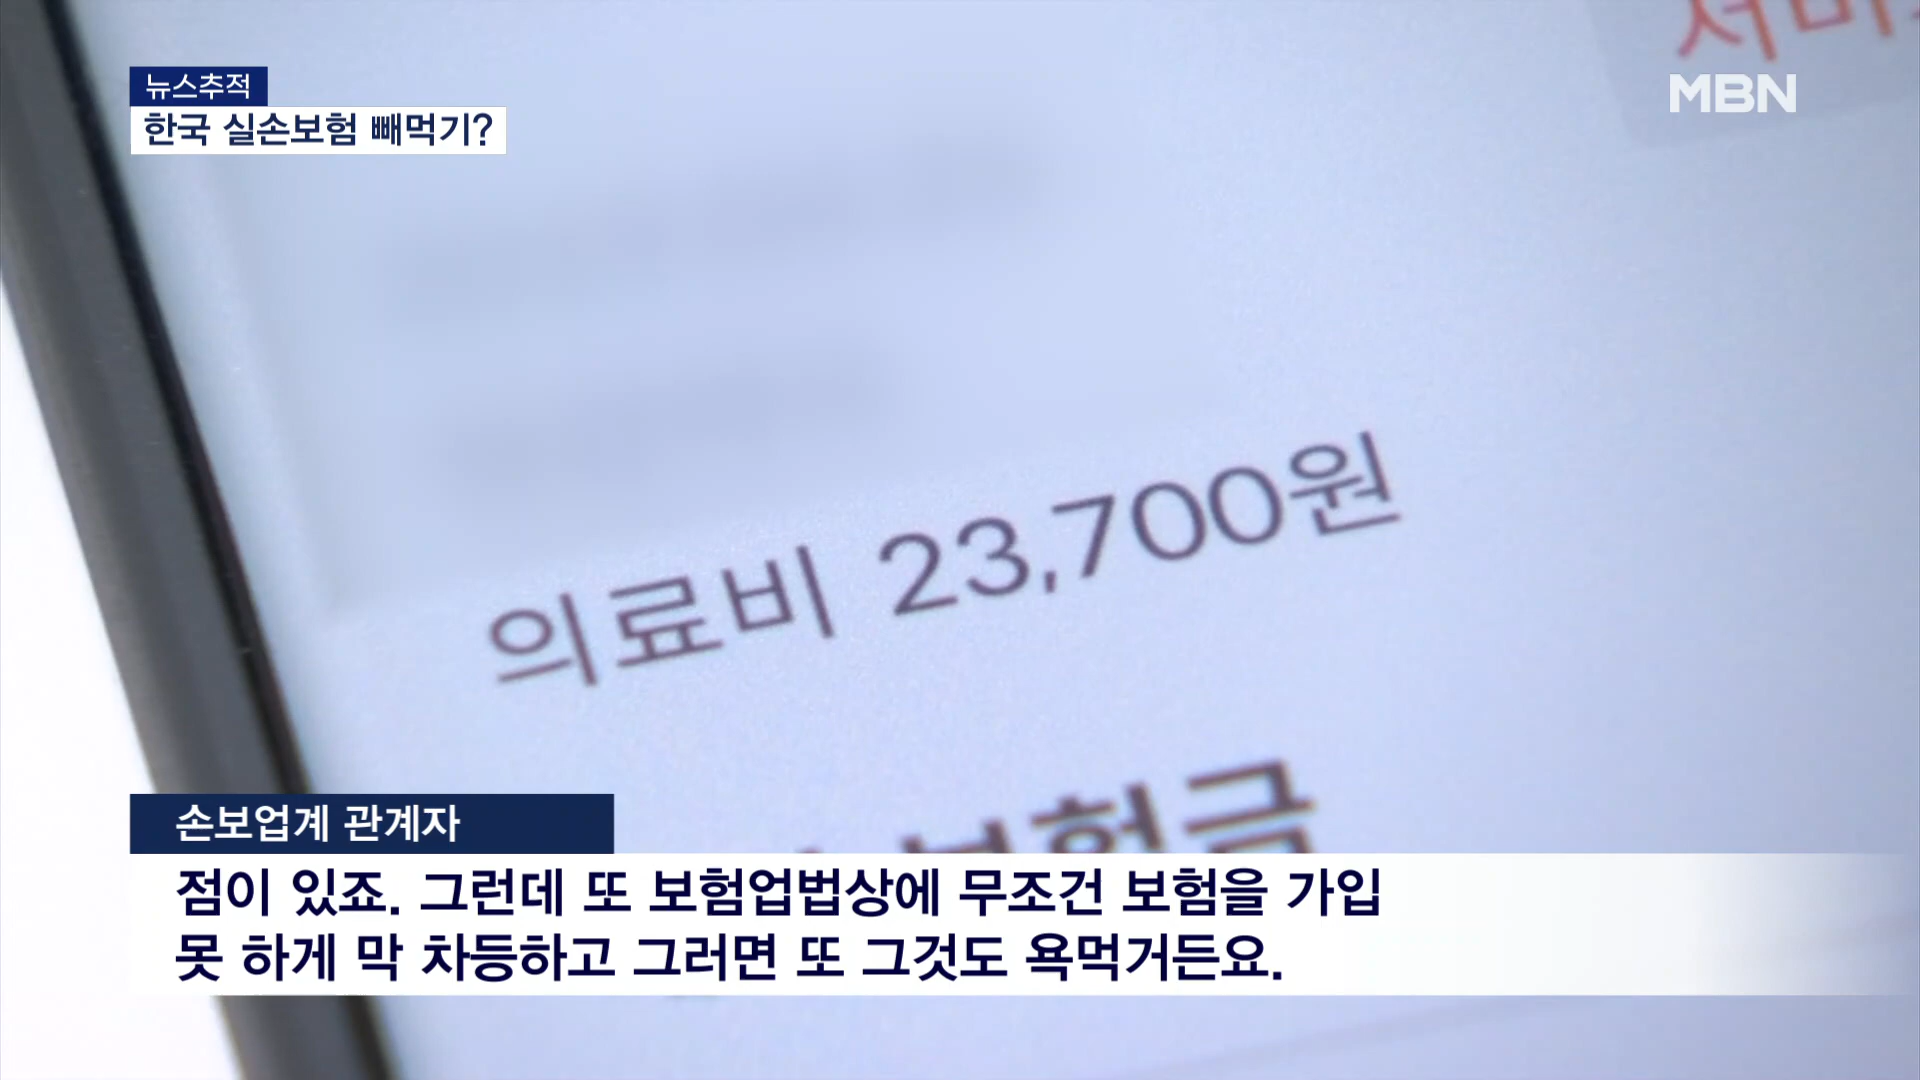 뉴스추적
MBN
한국 실손보험 빼먹기?
의료비 23,700원
보험금
손보업계 관계자
점이 있죠. 그런데 또 보험업법상에 무조건 보험을 가입
못 하게 막 차등하고 그러면 또 그것도 욕먹거든요.